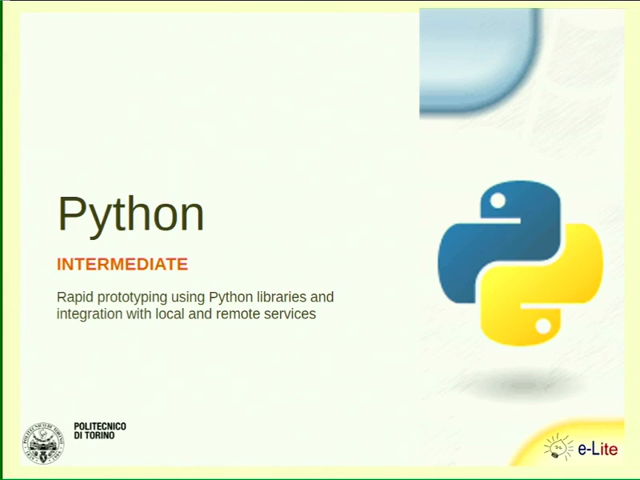 Python
INTERMEDIATE
Rapid prototyping using Python libraries and
integration with local and remote services
POLITECNICO
DI TORINO
e-Lite